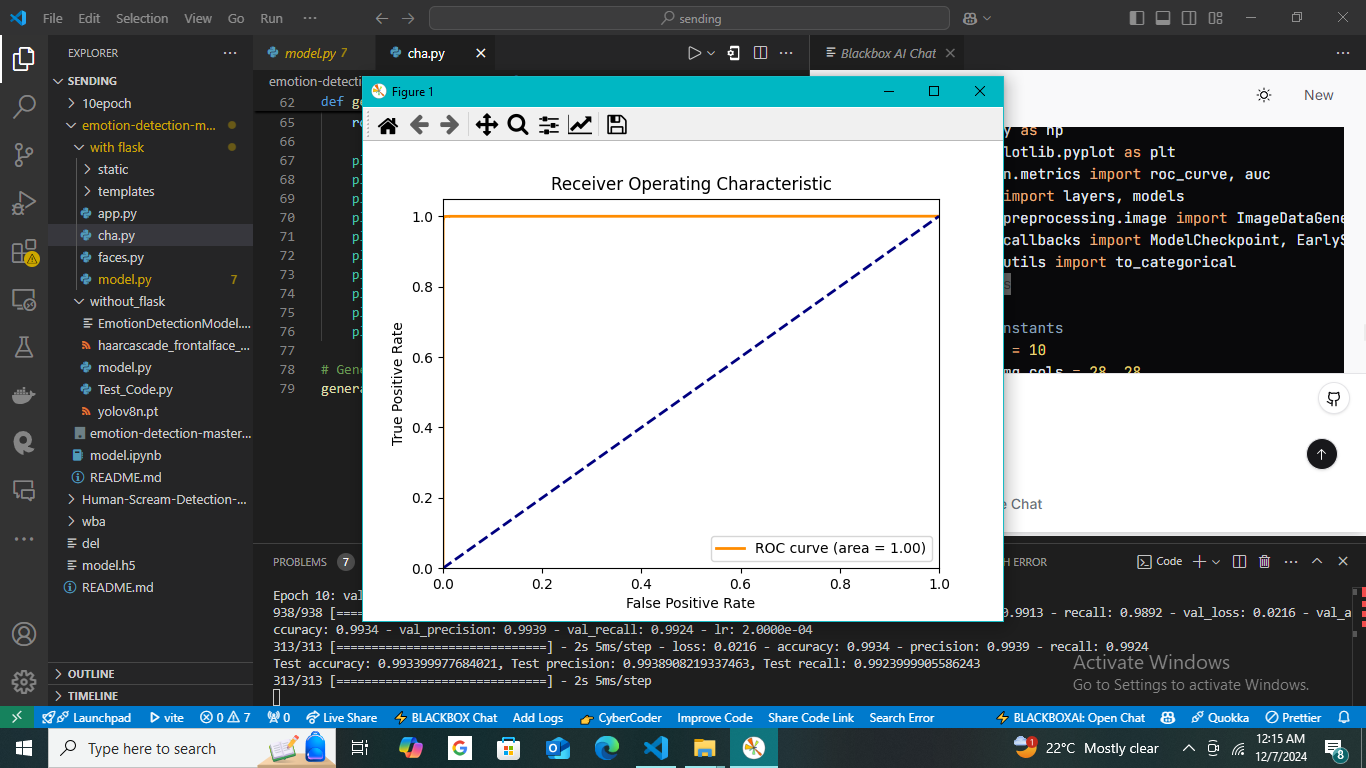 File Edit Selection View Go Run ··· sending
EXPLORER ···
model.py 7 cha.py
Blackbox AI Chat ···
SENDING
10epoch
emotion-detection-m...
with flask
static
templates
app.py
cha.py
faces.py
model.py 7
without_flask
EmotionDetectionModel....
haarcascade_frontalface_...
model.py
Test_Code.py
yolov8n.pt
emotion-detection-master...
model.ipynb
README.md
Human-Scream-Detection-...
wba
del
model.h5
README.md
OUTLINE
TIMELINE
emotion-detecti
62 def g
65 re
66
67 p
68 p
69 p
70 p
71 p
72 p
73 p
74 p
75 p
76 p
77
78 # Gene
79 genera
Figure 1
Receiver Operating Characteristic
True Positive Rate
1.0
0.8
0.6
0.4
0.2
0.0
ROC curve (area = 1.00)
0.0 0.2 0.4 0.6 0.8 1.0
False Positive Rate
New
y as np
lotlib.pyplot as plt
n.metrics import roc_curve, auc
import layers, models
preprocessing.image import ImageDataGene
callbacks import ModelCheckpoint, EarlyS
utils import to_categorical
s
nstants
= 10
mg_cols = 28, 28
e Chat
PROBLEMS 7
H ERROR
Code
Epoch 10: val
938/938 [==== 0.9913 - recall: 0.9892 - val_loss: 0.0216 - val_a
ccuracy: 0.9934 - val_precision: 0.9939 - val_recall: 0.9924 - lr: 2.0000e-04
313/313 [==============================] - 2s 5ms/step - loss: 0.0216 - accuracy: 0.9934 - precision: 0.9939 - recall: 0.9924
Test accuracy: 0.993399977684021, Test precision: 0.9938908219337463, Test recall: 0.9923999905586243
313/313 [==============================] - 2s 5ms/step
Activate Windows
Go to Settings to activate Windows.
Launchpad vite 0 7 0 Live Share BLACKBOX Chat Add Logs CyberCoder Improve Code Share Code Link Search Error BLACKBOXAI: Open Chat Quokka Prettier
Type here to search
1 22°C Mostly clear
12:15 AM
12/7/2024
8